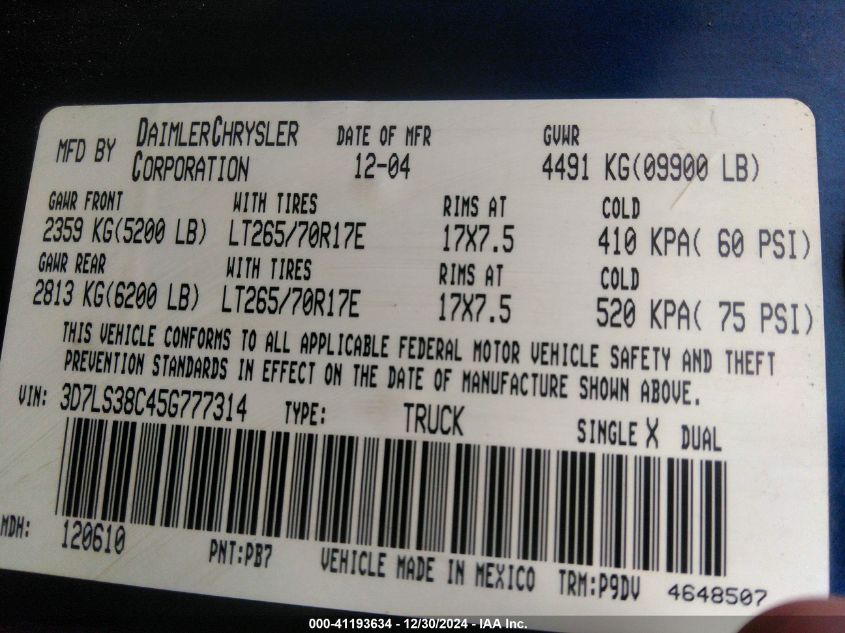 MFD BY DAIMLERCHRYSLER CORPORATION DATE OF MFR 12-04 GVWR 4491 KG(09900 LB)
GAWR FRONT WITH TIRES RIMS AT COLD
2359 KG(5200 LB) LT265/70R17E 17X7.5 410 KPA( 60 PSI)
GAWR REAR WITH TIRES RIMS AT COLD
2813 KG(6200 LB) LT265/70R17E 17X7.5 520 KPA( 75 PSI)
THIS VEHICLE CONFORMS TO ALL APPLICABLE FEDERAL MOTOR VEHICLE SAFETY AND THEFT
PREVENTION STANDARDS IN EFFECT ON THE DATE OF MANUFACTURE SHOWN ABOVE.
VIN: 3D7LS38C45G777314 TYPE: TRUCK SINGLE X DUAL
MDH: 120610 PNT:PB7 VEHICLE MADE IN MEXICO TRM:P9DV 4648507
000-41193634 - 12/30/2024 - IAA Inc.